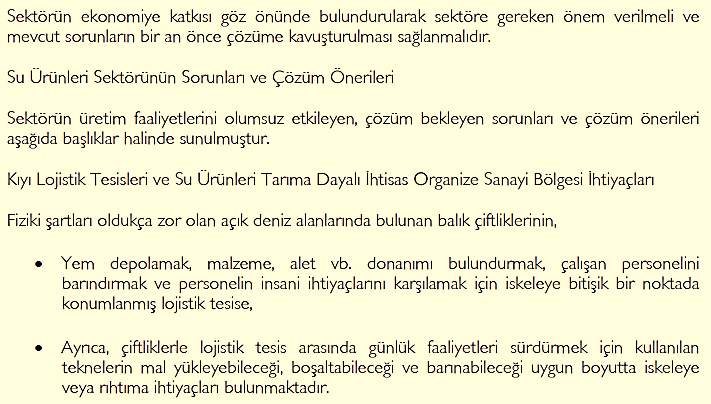 Sektörün ekonomiye katkısı göz önünde bulundurularak sektöre gereken önem verilmeli ve
mevcut sorunların bir an önce çözüme kavuşturulması sağlanmalıdır.
Su Ürünleri Sektörünün Sorunları ve Çözüm Önerileri
Sektörün üretim faaliyetlerini olumsuz etkileyen, çözüm bekleyen sorunları ve çözüm önerileri
aşağıda başlıklar halinde sunulmuştur.
Kıyı Lojistik Tesisleri ve Su Ürünleri Tarıma Dayalı İhtisas Organize Sanayi Bölgesi İhtiyaçları
Fiziki şartları oldukça zor olan açık deniz alanlarında bulunan balık çiftliklerinin,
• Yem depolamak, malzeme, alet vb. donanımı bulundurmak, çalışan personelini
barındırmak ve personelin insani ihtiyaçlarını karşılamak için iskeleye bitişik bir noktada
konumlanmış lojistik tesise,
• Ayrıca, çiftliklerle lojistik tesis arasında günlük faaliyetleri sürdürmek için kullanılan
teknelerin mal yükleyebileceği, boşaltabileceği ve barınabileceği uygun boyutta iskeleye
veya rıhtıma ihtiyaçları bulunmaktadır.